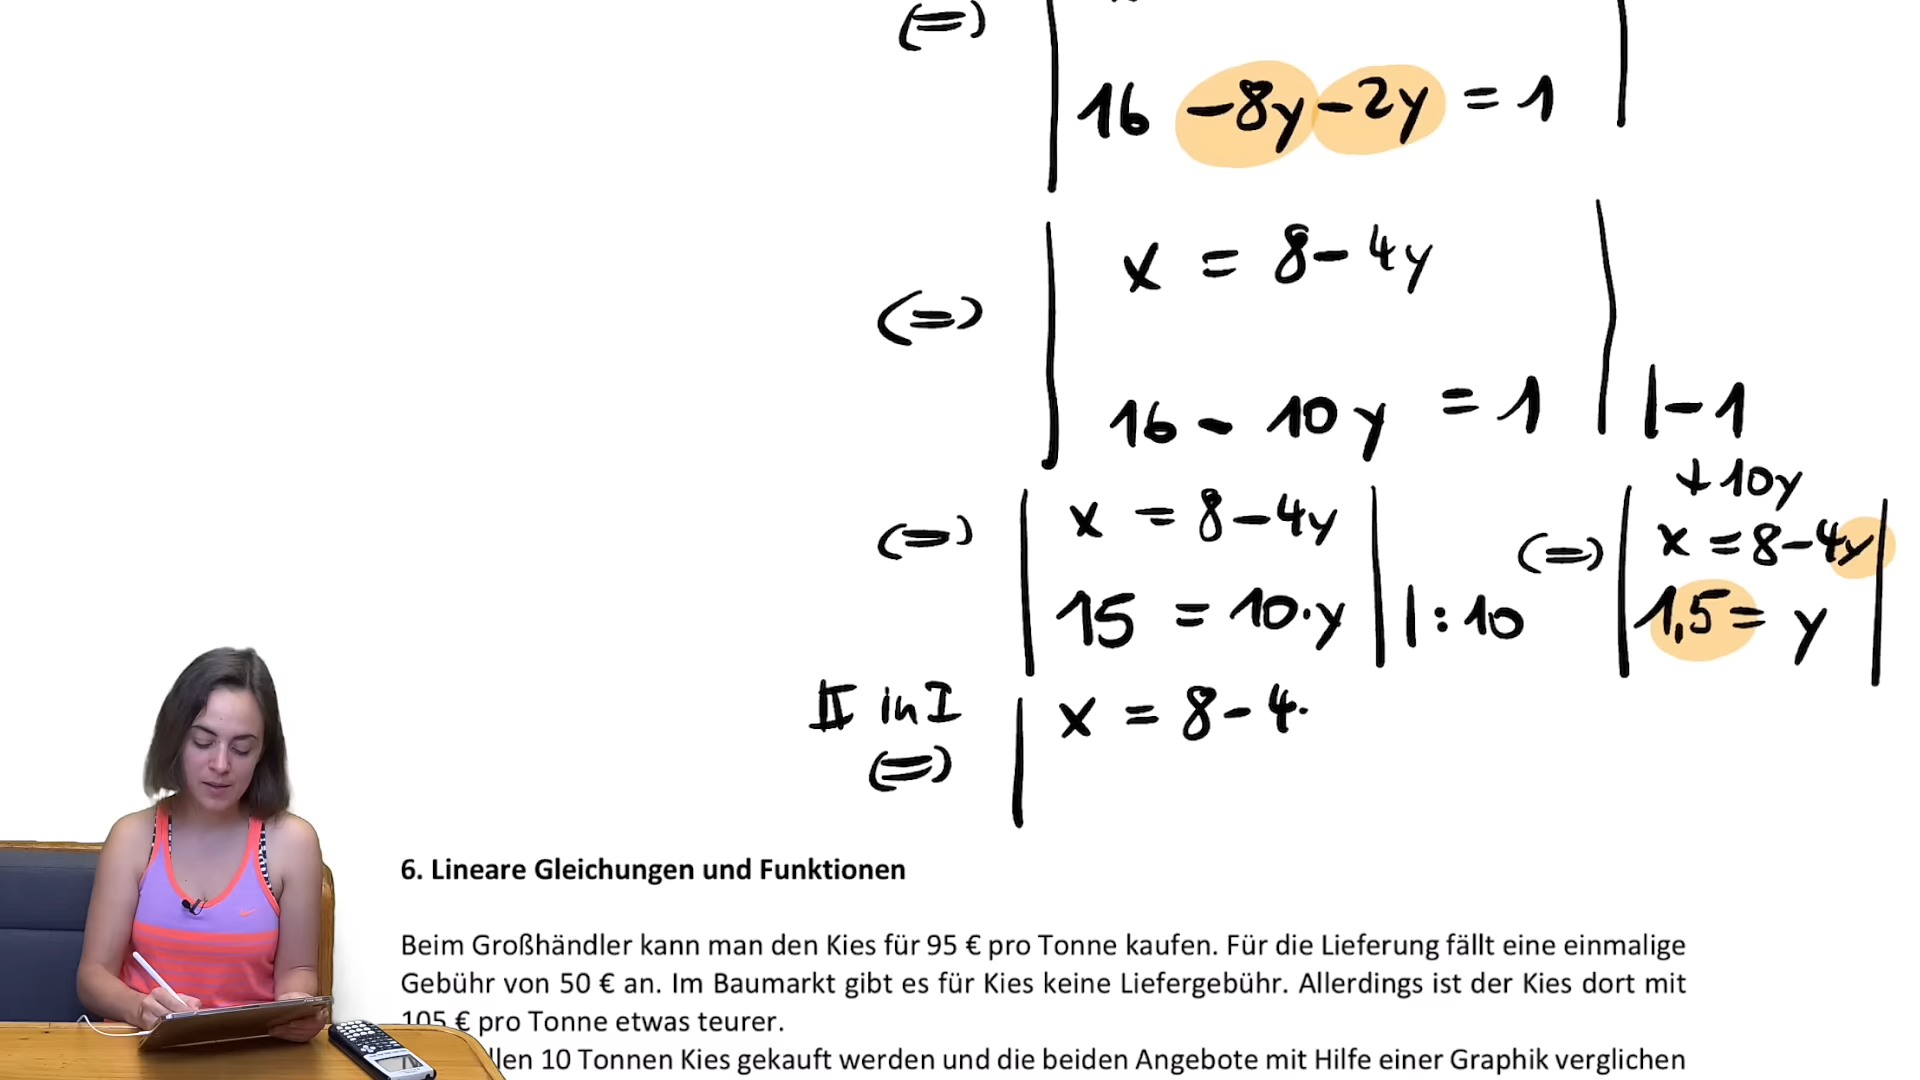 (=)
16 -8y -2y = 1
x = 8 - 4y
(=)
16 - 10y = 1 | -1
+10y
(=) x = 8 - 4y (=) x = 8 - 4y
15 = 10·y | :10 1,5 = y
II in I x = 8 - 4·
(=)
6. Lineare Gleichungen und Funktionen
Beim Großhändler kann man den Kies für 95 € pro Tonne kaufen. Für die Lieferung fällt eine einmalige
Gebühr von 50 € an. Im Baumarkt gibt es für Kies keine Liefergebühr. Allerdings ist der Kies dort mit
105 € pro Tonne etwas teurer.
10 Tonnen Kies gekauft werden und die beiden Angebote mit Hilfe einer Graphik verglichen